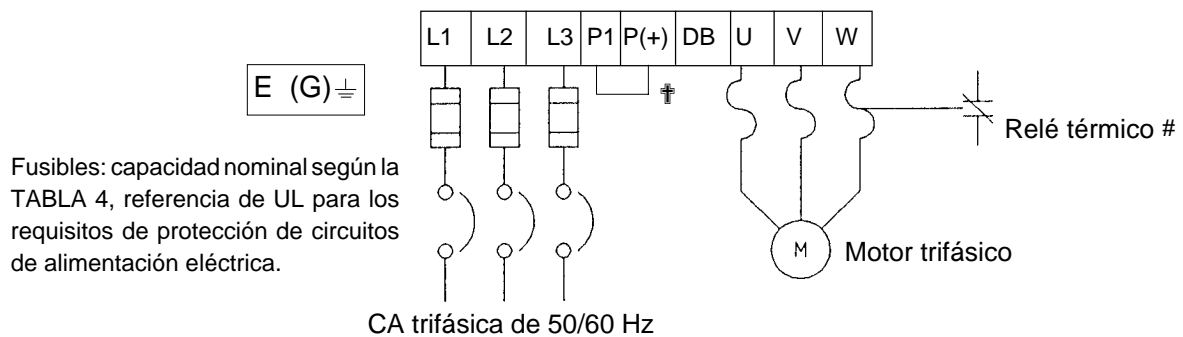 L1 L2 L3 P1 P(+) DB U V W
E (G)
✝
Relé térmico #
Fusibles: capacidad nominal según la
TABLA 4, referencia de UL para los
requisitos de protección de circuitos
de alimentación eléctrica.
M
Motor trifásico
CA trifásica de 50/60 Hz